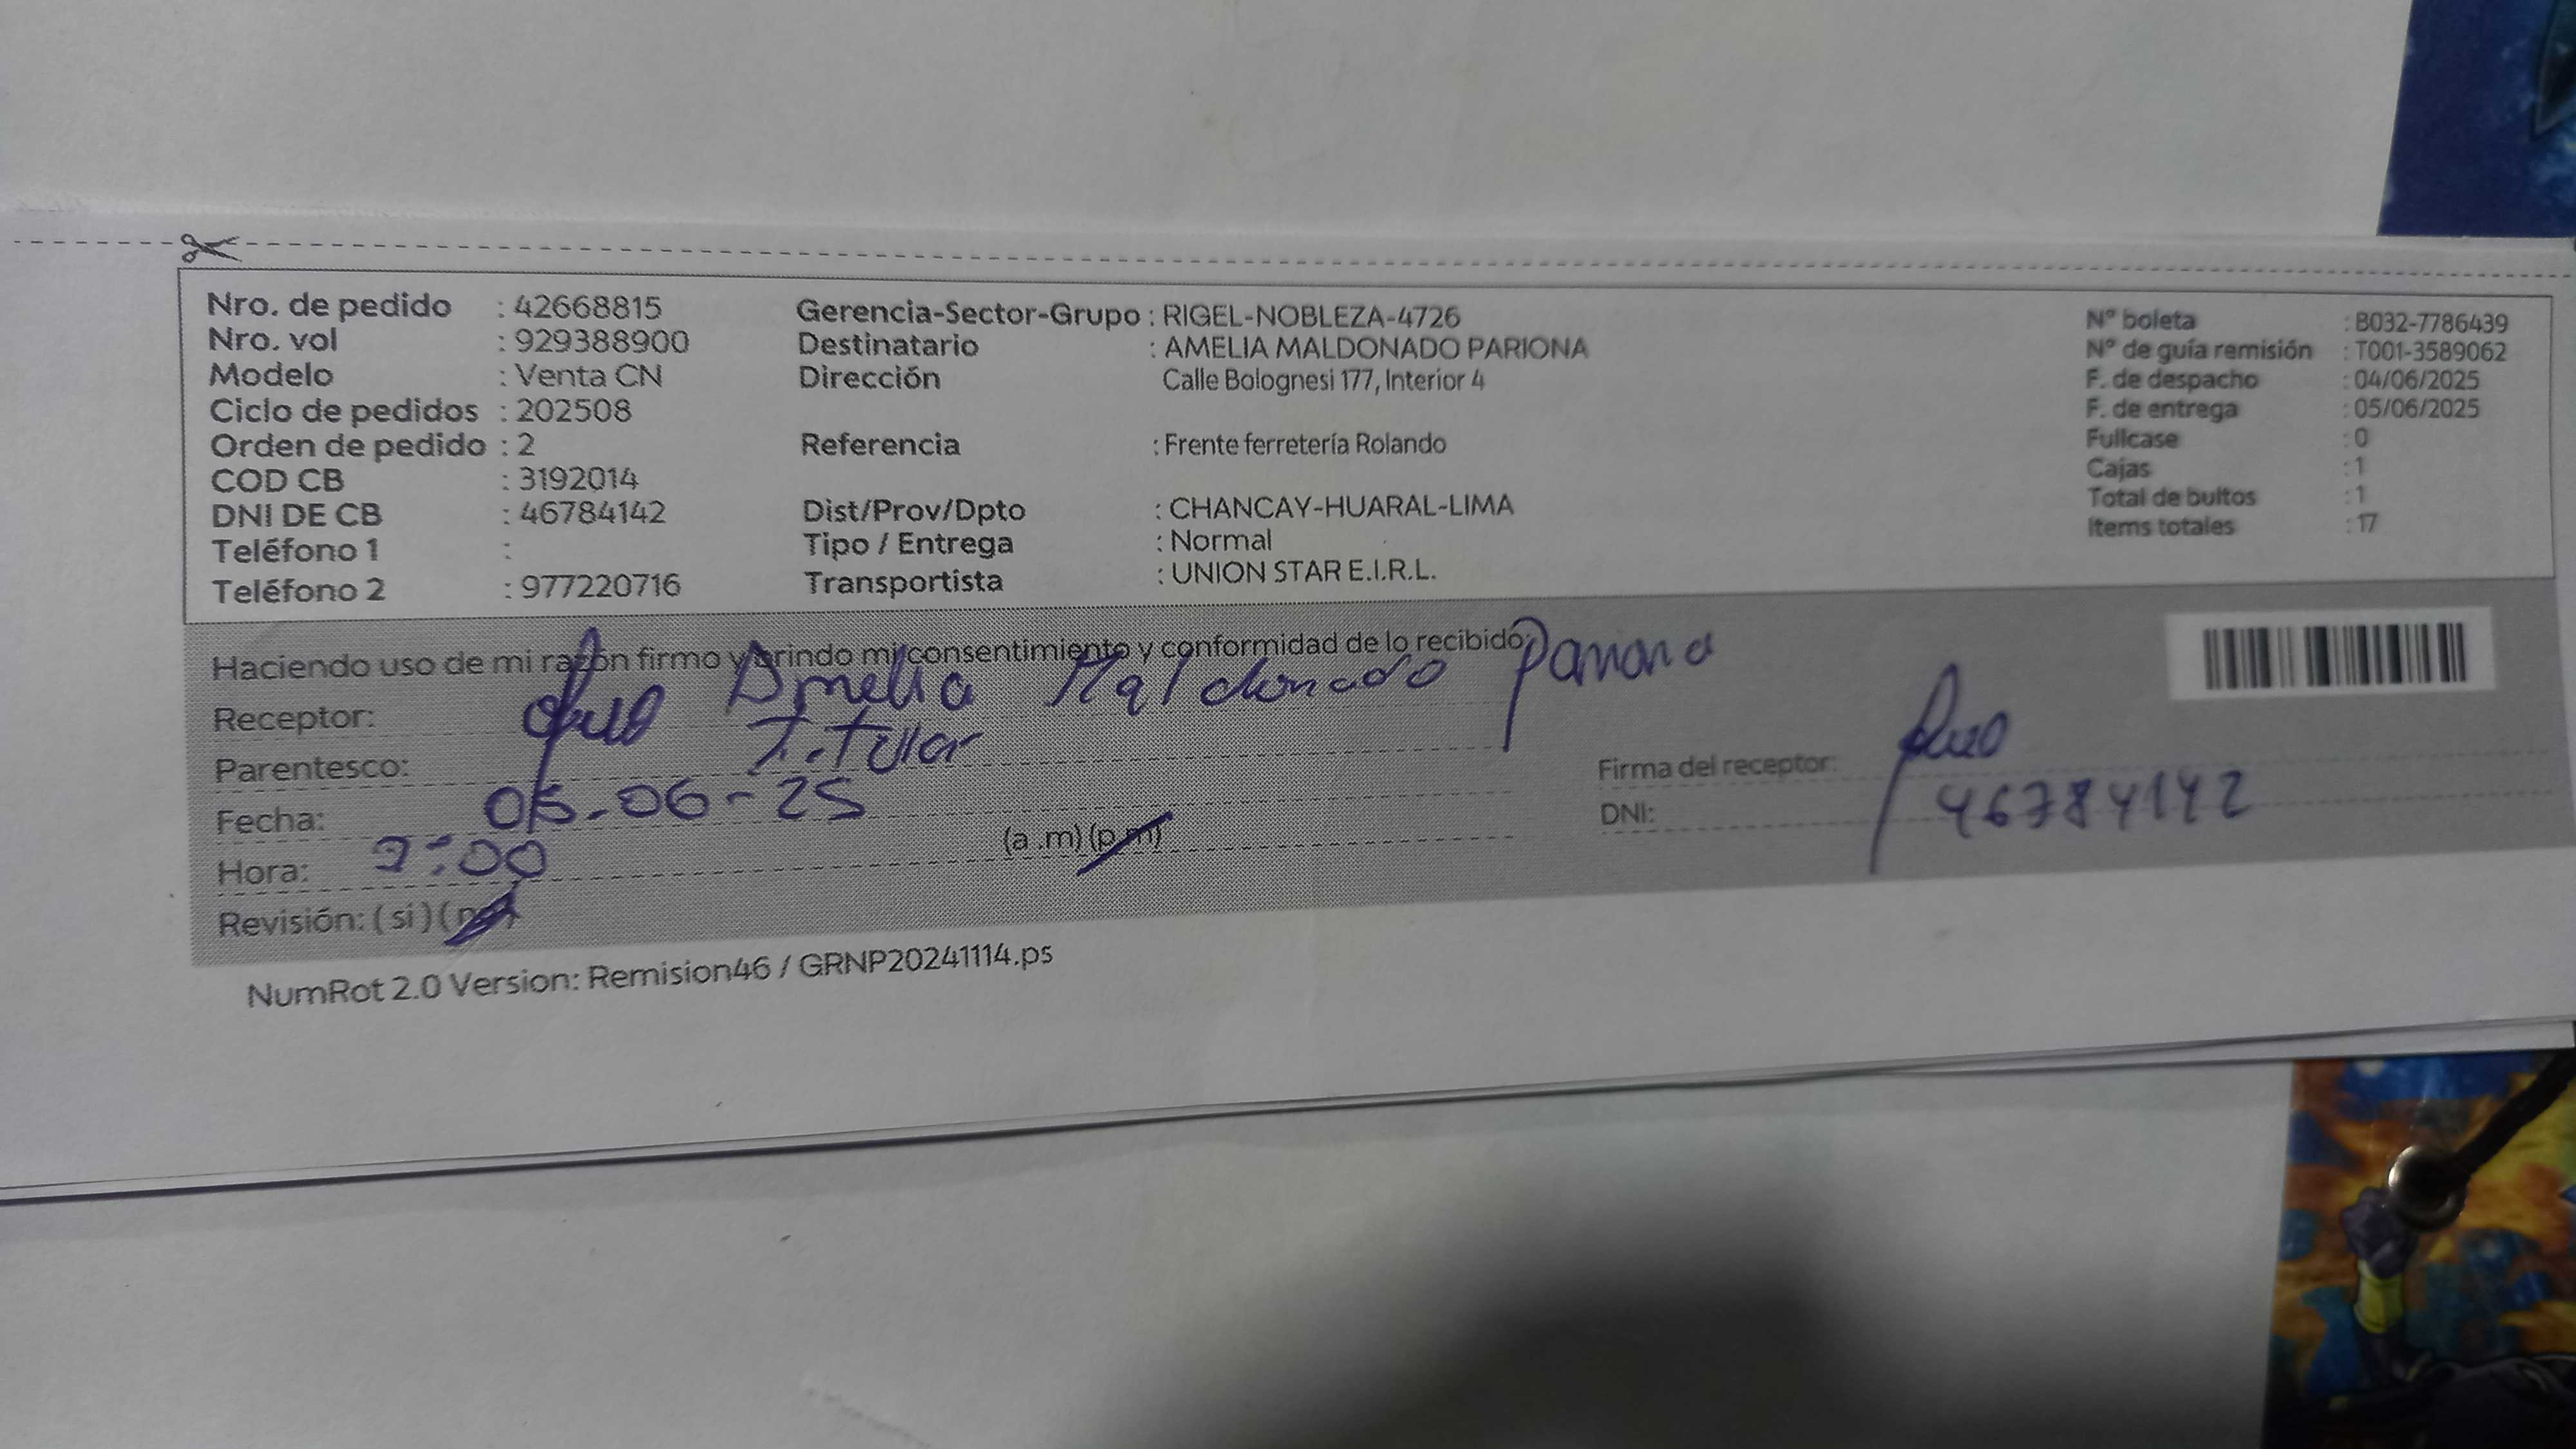 Nro. de pedido : 42668815
Nro. vol : 929388900
Modelo : Venta CN
Ciclo de pedidos : 202508
Orden de pedido : 2
COD CB : 3192014
DNI DE CB : 46784142
Teléfono 1 :
Teléfono 2 : 977220716
Gerencia-Sector-Grupo : RIGEL-NOBLEZA-4726
Destinatario : AMELIA MALDONADO PARIONA
Dirección Calle Bolognesi 177, Interior 4
Referencia : Frente ferretería Rolando
Dist/Prov/Dpto : CHANCAY-HUARAL-LIMA
Tipo / Entrega : Normal
Transportista : UNION STAR E.I.R.L.
N° boleta : B032-7786439
N° de guía remisión : T001-3589062
F. de despacho : 04/06/2025
F. de entrega : 05/06/2025
Fullcase : 0
Cajas : 1
Total de bultos : 1
Items totales : 17
Haciendo uso de mi razón firmo y brindo mi consentimiento y conformidad de lo recibido:
Receptor: Amelia Maldonado Pariona
Parentesco: Titular
Fecha: 05-06-25
Hora: 7:00 (a .m) (p.m)
Revisión: ( si ) ( no )
Firma del receptor:
DNI: 46784142
NumRot 2.0 Version: Remision46 / GRNP20241114.ps